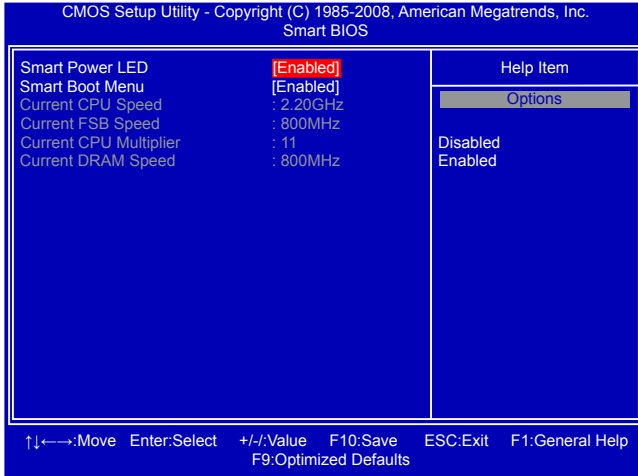 CMOS Setup Utility - Copyright (C) 1985-2008, American Megatrends, Inc.
Smart BIOS
Smart Power LED [Enabled]
Smart Boot Menu [Enabled]
Current CPU Speed : 2.20GHz
Current FSB Speed : 800MHz
Current CPU Multiplier : 11
Current DRAM Speed : 800MHz
Help Item
Options
Disabled
Enabled
↑↓←→:Move Enter:Select +/-/:Value F10:Save ESC:Exit F1:General Help
F9:Optimized Defaults